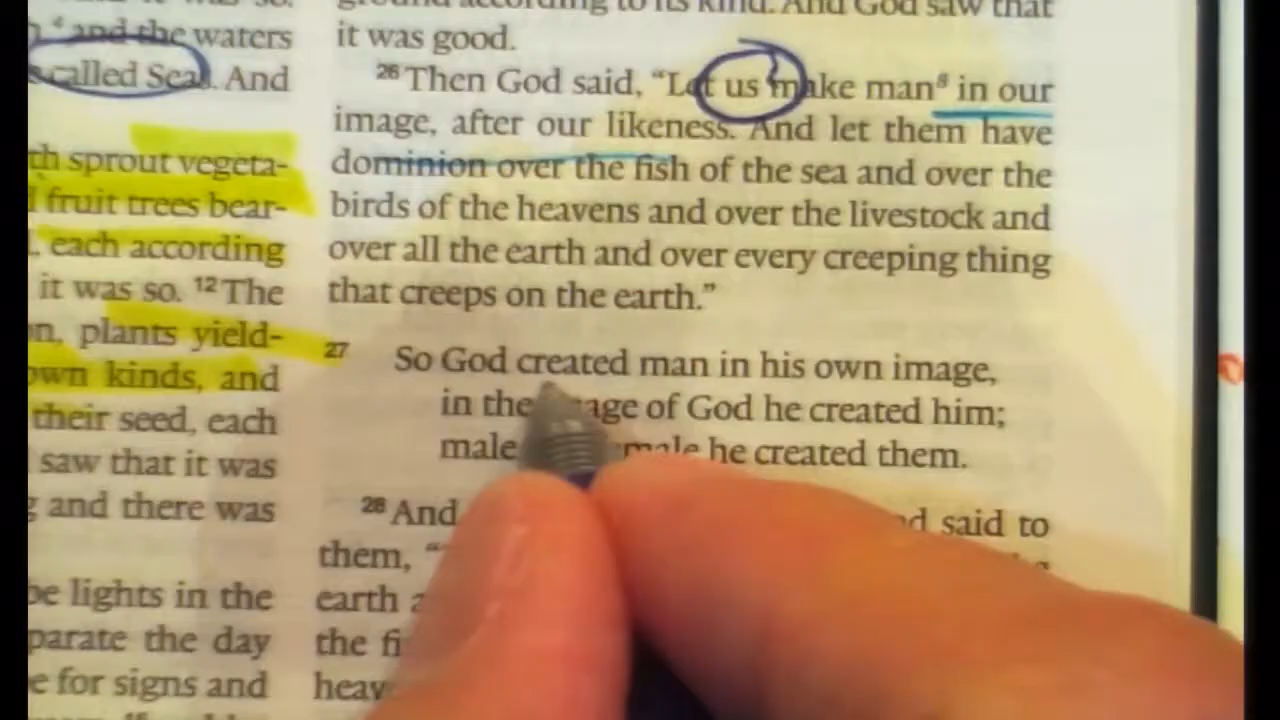 and the waters
called Seas. And
th sprout vegeta-
fruit trees bear-
each according
it was so. 12 The
plants yield-
own kinds, and
their seed, each
saw that it was
and there was
be lights in the
parate the day
e for signs and
ground according to its kind. And God saw that
it was good.
26 Then God said, “Let us make man⁸ in our
image, after our likeness. And let them have
dominion over the fish of the sea and over the
birds of the heavens and over the livestock and
over all the earth and over every creeping thing
that creeps on the earth.”
27 So God created man in his own image,
in the image of God he created him;
male male he created them.
28 And said to
them, “
earth
the fi
heav